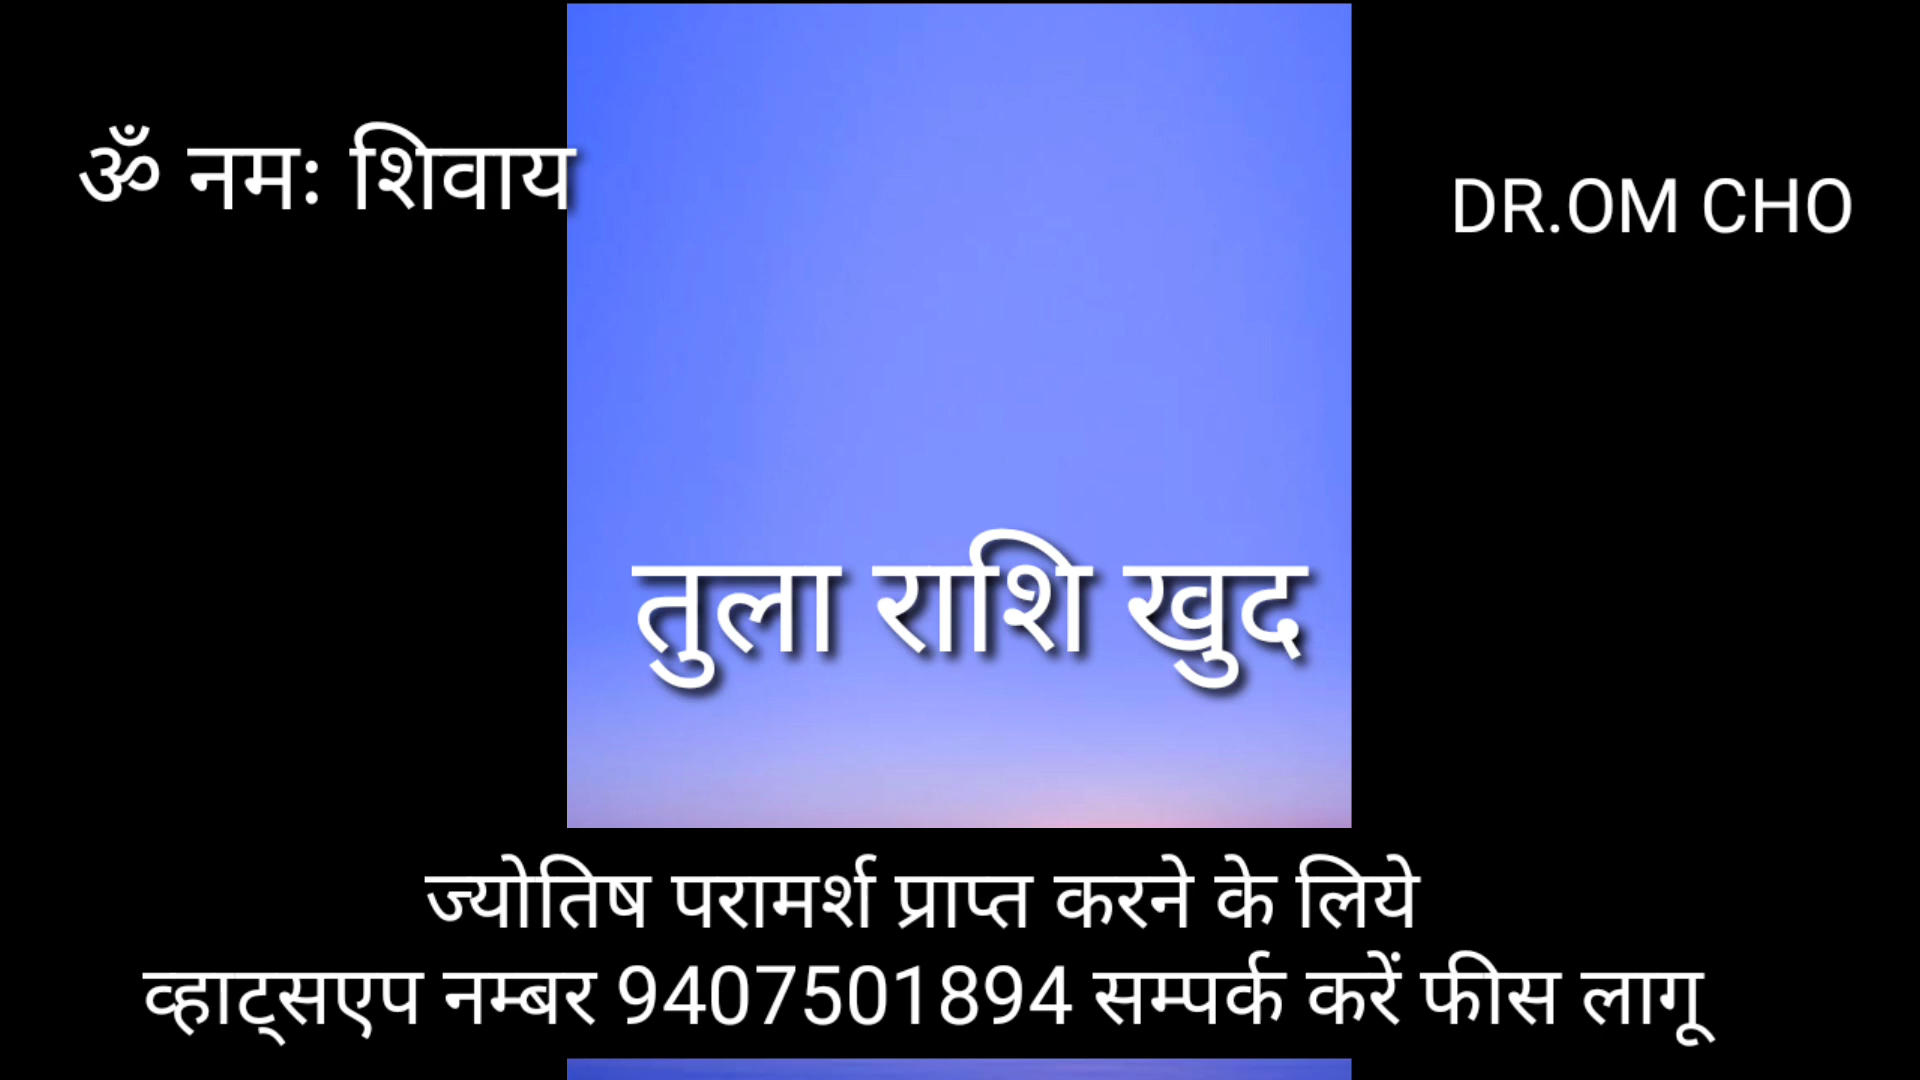 ॐ नमः शिवाय
DR.OM CHO
तुला राशि खुद
ज्योतिष परामर्श प्राप्त करने के लिये
व्हाट्सएप नम्बर 9407501894 सम्पर्क करें फीस लागू